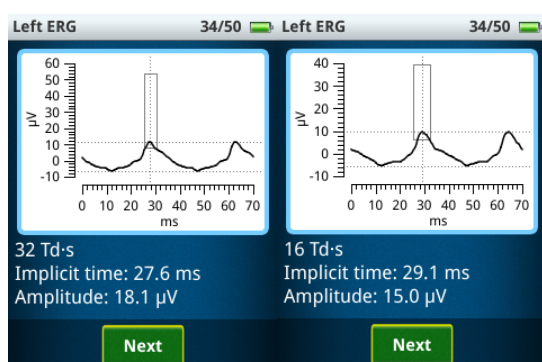 Left ERG 34/50
60
50
40
30
20
10
0
-10
µV
0 10 20 30 40 50 60 70
ms
32 Td·s
Implicit time: 27.6 ms
Amplitude: 18.1 µV
Next
Left ERG 34/50
40
30
20
10
0
-10
µV
0 10 20 30 40 50 60 70
ms
16 Td·s
Implicit time: 29.1 ms
Amplitude: 15.0 µV
Next